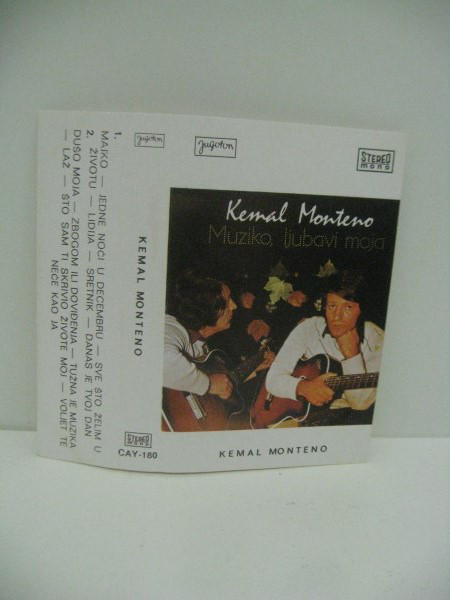 1.
MAJKO — JEDNE NOĆI U DECEMBRU — SVE ŠTO ŽELIM U
2. ŽIVOTU — LIDIJA — SRETNIK — DANAS JE TVOJ DAN
DUŠO MOJA — ZBOGOM ILI DOVIĐENJA — TUŽNA JE MUZIKA
— LAŽ — ŠTO SAM TI SKRIVIO ŽIVOTE MOJ — VOLJET TE
NEĆE KAO JA
Jugoton
KEMAL MONTENO
STEREO
mono
CAY-180
Jugoton
STEREO
mono
Kemal Monteno
Muziko, ljubavi moja
KEMAL MONTENO